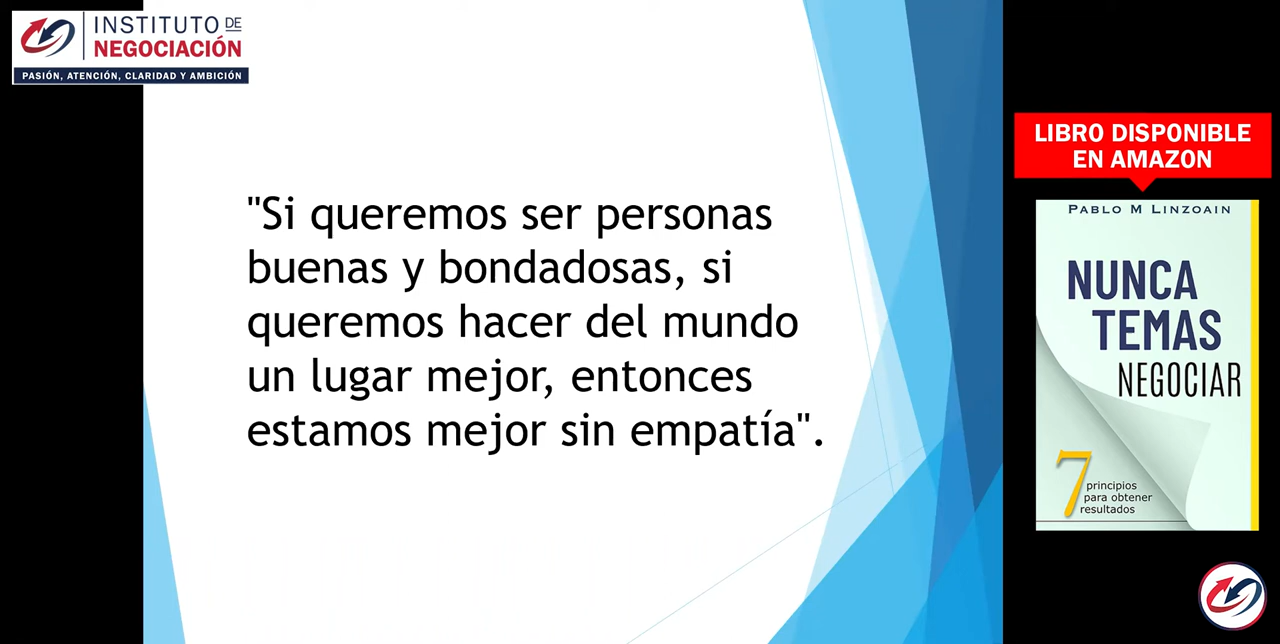 INSTITUTO DE
NEGOCIACIÓN
PASIÓN, ATENCIÓN, CLARIDAD Y AMBICIÓN
"Si queremos ser personas
buenas y bondadosas, si
queremos hacer del mundo
un lugar mejor, entonces
estamos mejor sin empatía".
LIBRO DISPONIBLE
EN AMAZON
PABLO M LINZOAIN
NUNCA
TEMAS
NEGOCIAR
7 principios
para obtener
resultados